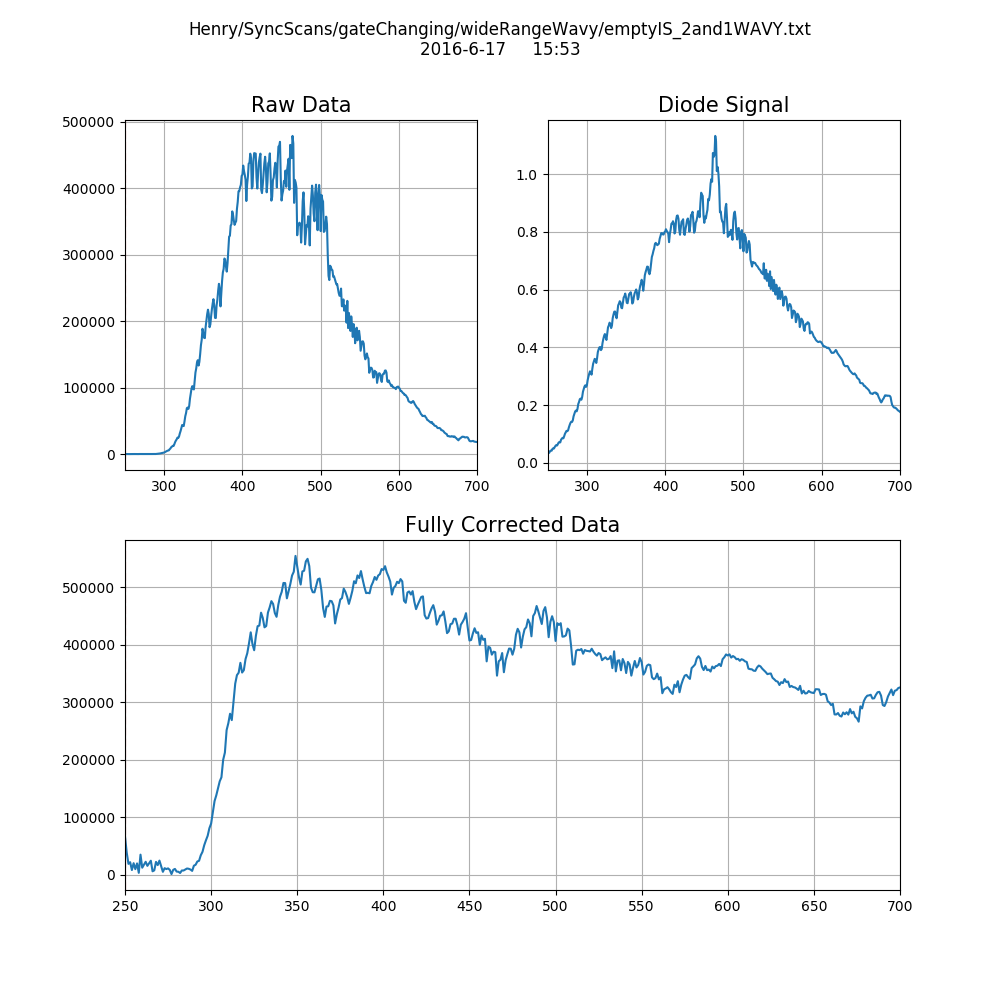 Henry/SyncScans/gateChanging/wideRangeWavy/emptyIS_2and1WAVY.txt
2016-6-17 15:53
Raw Data
500000
400000
300000
200000
100000
0
300 400 500 600 700
Diode Signal
1.0
0.8
0.6
0.4
0.2
0.0
300 400 500 600 700
Fully Corrected Data
500000
400000
300000
200000
100000
0
250 300 350 400 450 500 550 600 650 700